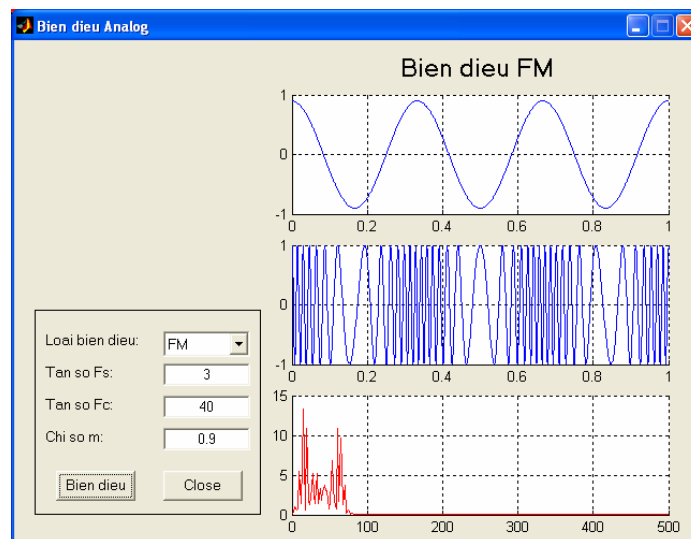 Bien dieu Analog
Bien dieu FM
1
0
-1
0 0.2 0.4 0.6 0.8 1
1
0
-1
0 0.2 0.4 0.6 0.8 1
15
10
5
0
0 100 200 300 400 500
Loai bien dieu: FM
Tan so Fs: 3
Tan so Fc: 40
Chi so m: 0.9
Bien dieu Close